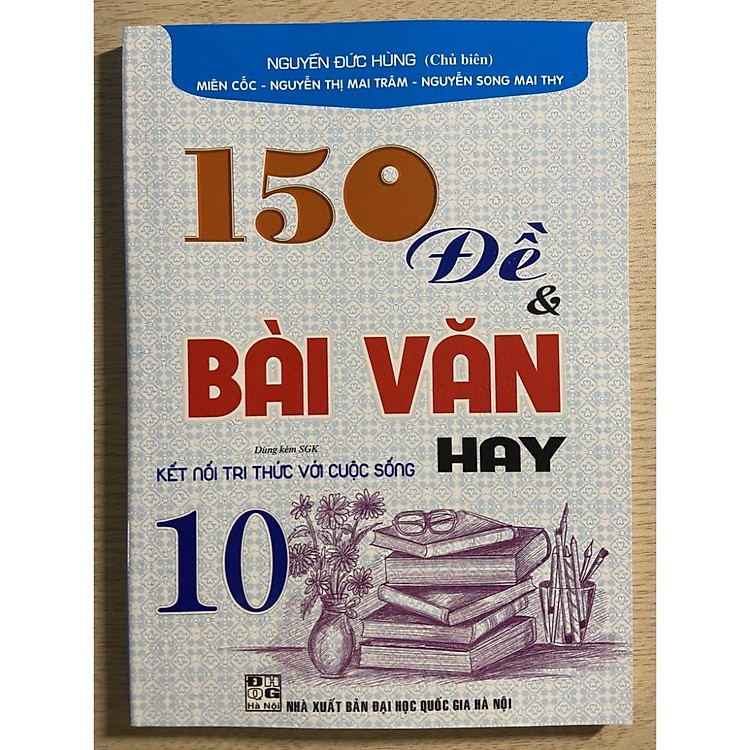 NGUYỄN ĐỨC HÙNG (Chủ biên)
MIÊN CỐC - NGUYỄN THỊ MAI TRÂM - NGUYỄN SONG MAI THY
150
Đề
&
BÀI VĂN
HAY
Dùng kèm SGK
KẾT NỐI TRI THỨC VỚI CUỘC SỐNG
10
ĐH
QG
Hà Nội
NHÀ XUẤT BẢN ĐẠI HỌC QUỐC GIA HÀ NỘI